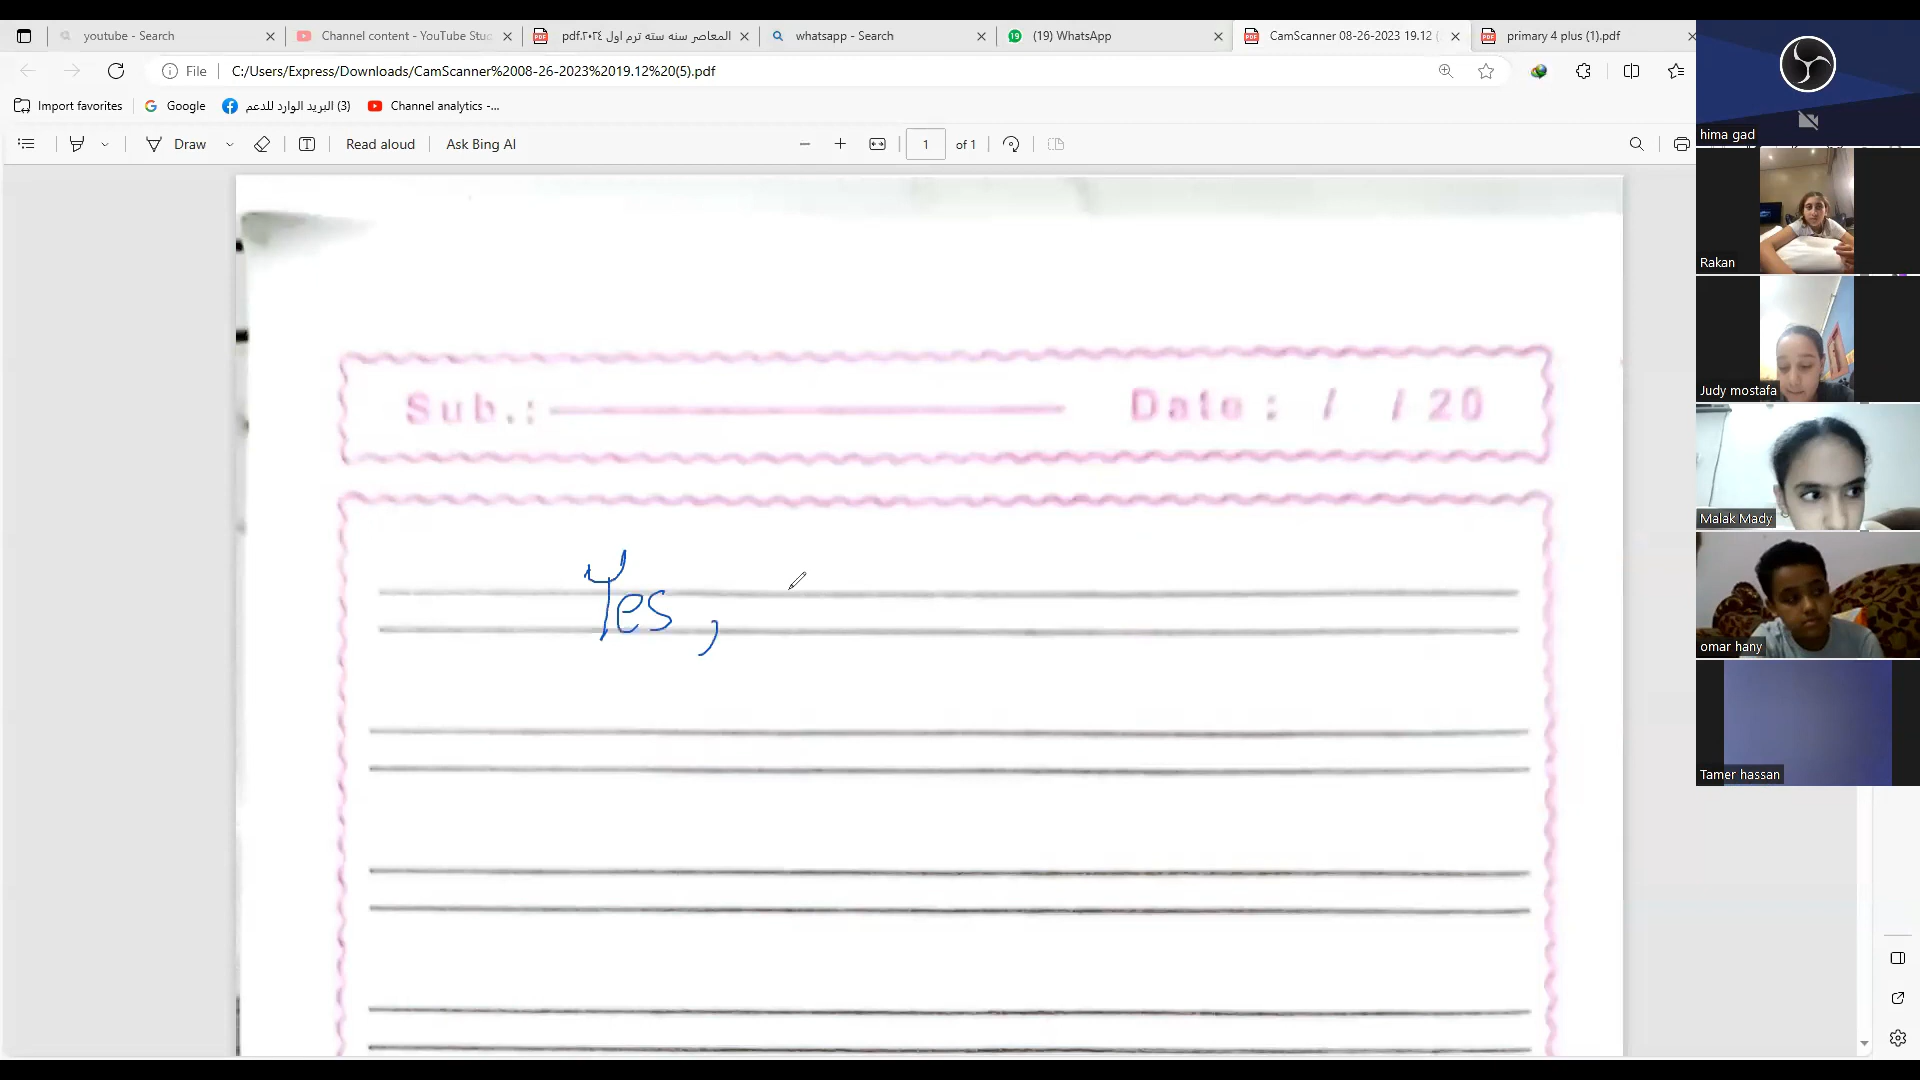 youtube - Search
Channel content - YouTube Stud
المعاصر سنه سته ترم اول ٢٠٢٤.pdf
whatsapp - Search
(19) WhatsApp
CamScanner 08-26-2023 19.12 (
primary 4 plus (1).pdf
File
C:/Users/Express/Downloads/CamScanner%2008-26-2023%2019.12%20(5).pdf
Import favorites
Google
(3) البريد الوارد للدعم
Channel analytics -...
Draw
Read aloud
Ask Bing AI
1
of 1
Sub.:
Date : / / 20
Yes ,
hima gad
Rakan
Judy mostafa
Malak Mady
omar hany
Tamer hassan